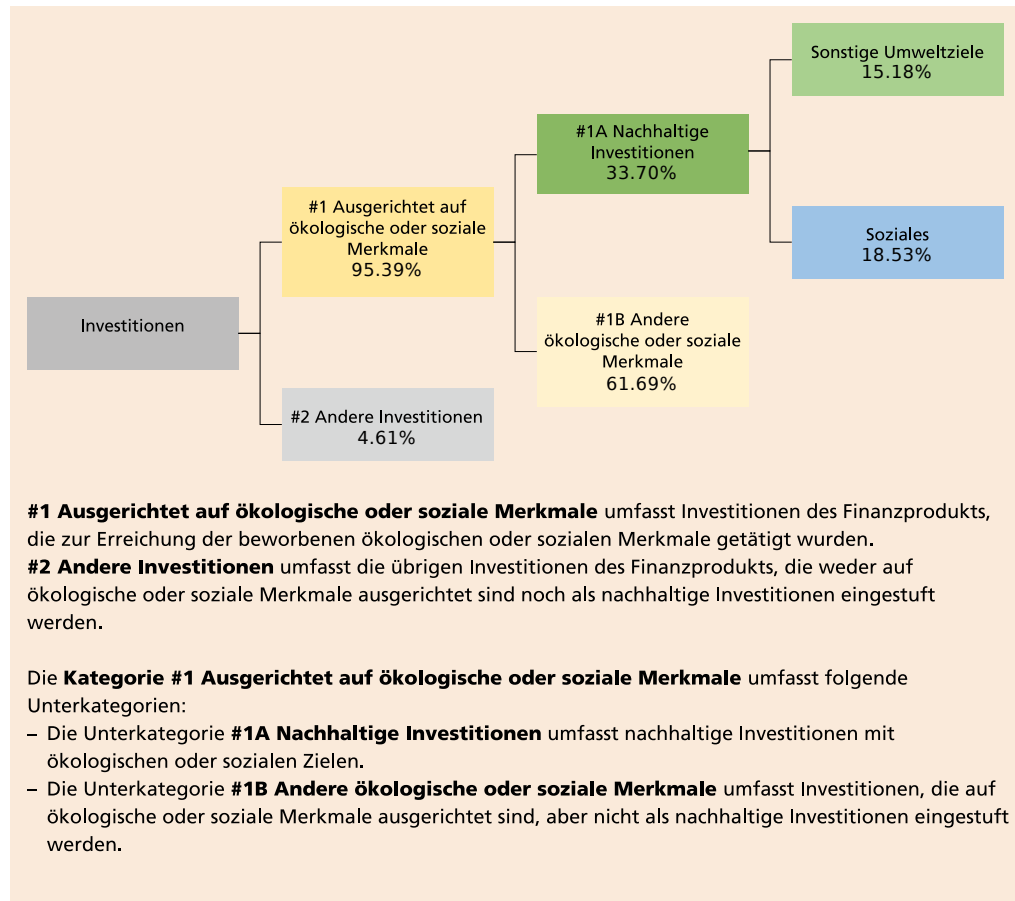 Sonstige Umweltziele
15.18%
#1A Nachhaltige
Investitionen
33.70%
#1 Ausgerichtet auf
ökologische oder soziale
Merkmale
95.39%
Soziales
18.53%
Investitionen
#1B Andere
ökologische oder soziale
Merkmale
61.69%
#2 Andere Investitionen
4.61%
#1 Ausgerichtet auf ökologische oder soziale Merkmale umfasst Investitionen des Finanzprodukts,
die zur Erreichung der beworbenen ökologischen oder sozialen Merkmale getätigt wurden.
#2 Andere Investitionen umfasst die übrigen Investitionen des Finanzprodukts, die weder auf
ökologische oder soziale Merkmale ausgerichtet sind noch als nachhaltige Investitionen eingestuft
werden.
Die Kategorie #1 Ausgerichtet auf ökologische oder soziale Merkmale umfasst folgende
Unterkategorien:
– Die Unterkategorie #1A Nachhaltige Investitionen umfasst nachhaltige Investitionen mit
ökologischen oder sozialen Zielen.
– Die Unterkategorie #1B Andere ökologische oder soziale Merkmale umfasst Investitionen, die auf
ökologische oder soziale Merkmale ausgerichtet sind, aber nicht als nachhaltige Investitionen eingestuft
werden.